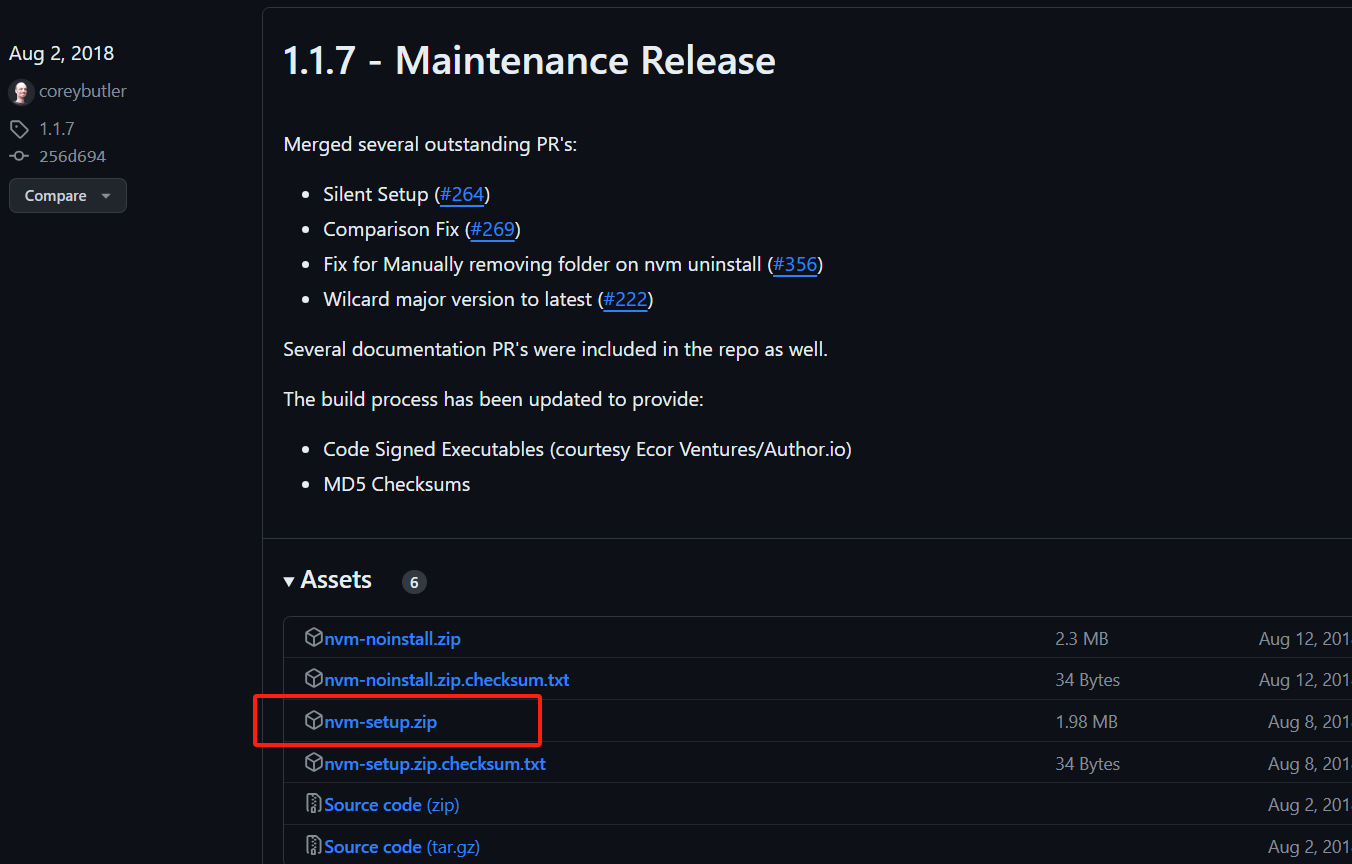 Aug 2, 2018
coreybutler
1.1.7
256d694
Compare
1.1.7 - Maintenance Release
Merged several outstanding PR's:
Silent Setup (#264)
Comparison Fix (#269)
Fix for Manually removing folder on nvm uninstall (#356)
Wilcard major version to latest (#222)
Several documentation PR's were included in the repo as well.
The build process has been updated to provide:
Code Signed Executables (courtesy Ecor Ventures/Author.io)
MD5 Checksums
Assets 6
nvm-noinstall.zip 2.3 MB Aug 12, 201
nvm-noinstall.zip.checksum.txt 34 Bytes Aug 12, 201
nvm-setup.zip 1.98 MB Aug 8, 201
nvm-setup.zip.checksum.txt 34 Bytes Aug 8, 201
Source code (zip) Aug 2, 201
Source code (tar.gz) Aug 2, 201